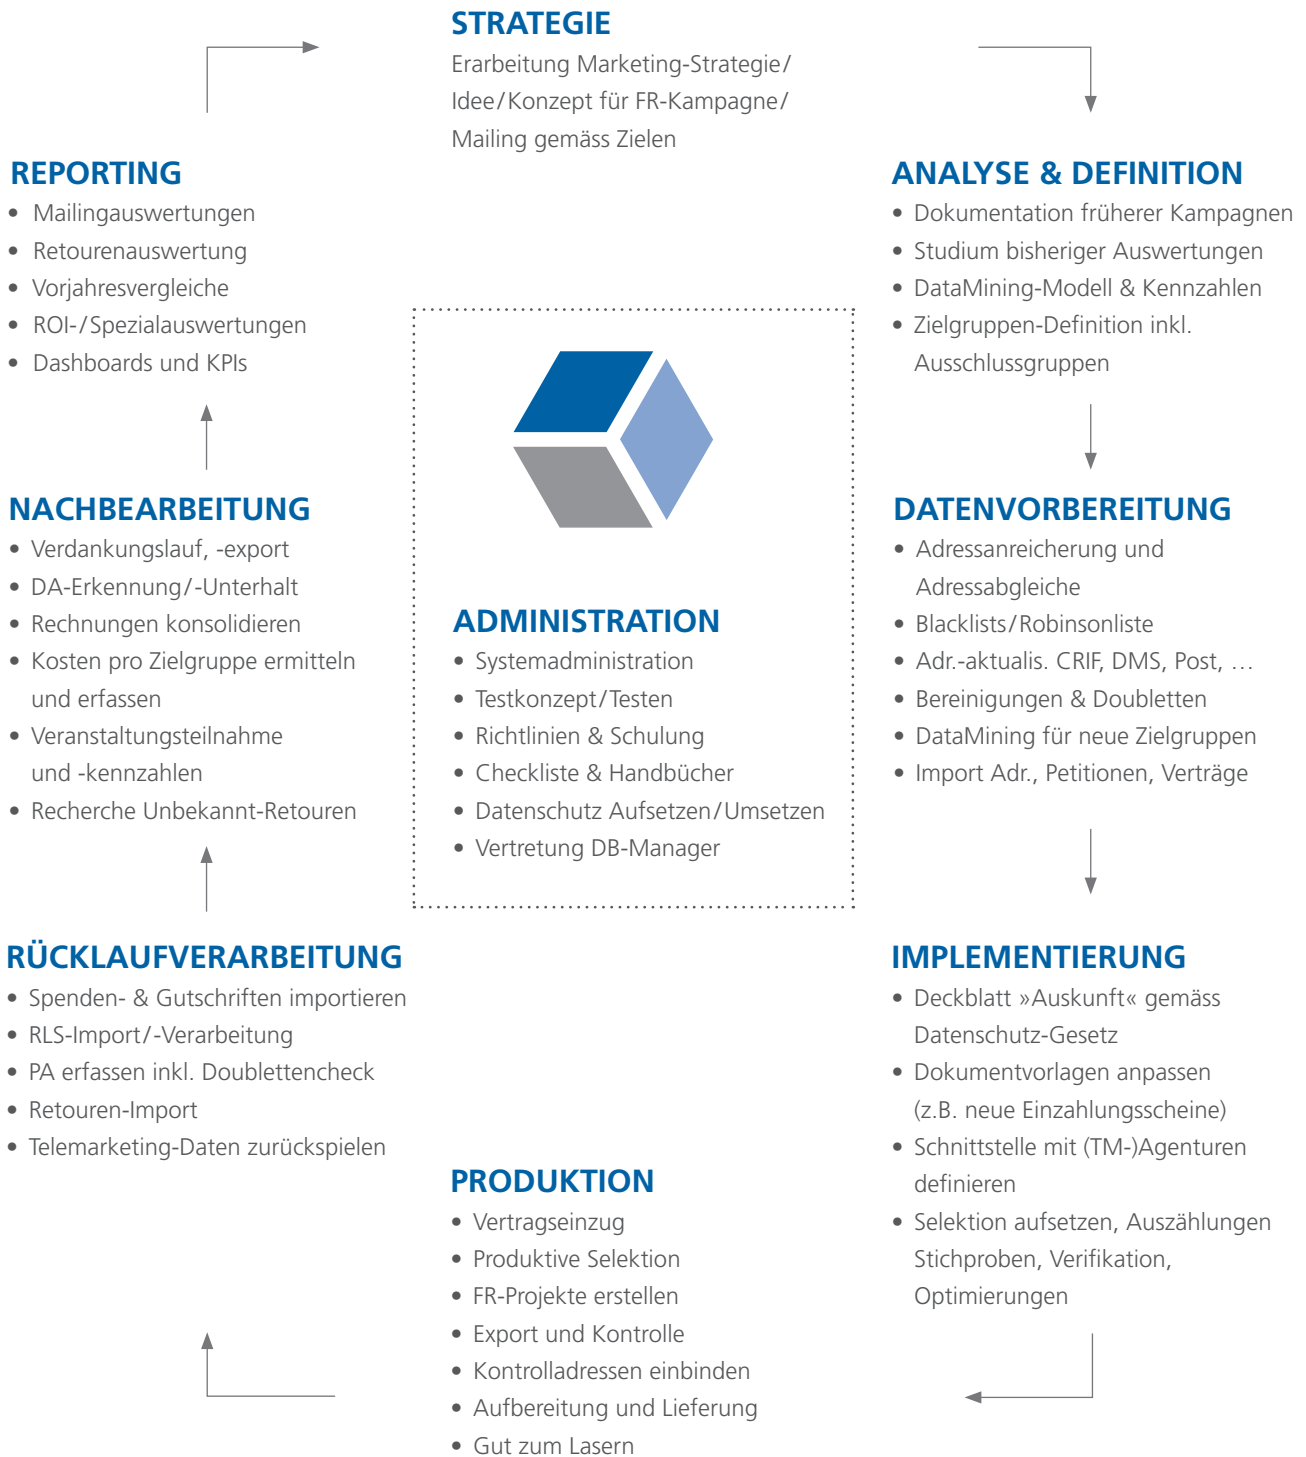 STRATEGIE
Erarbeitung Marketing-Strategie/
Idee/Konzept für FR-Kampagne/
Mailing gemäss Zielen
ANALYSE & DEFINITION
• Dokumentation früherer Kampagnen
• Studium bisheriger Auswertungen
• DataMining-Modell & Kennzahlen
• Zielgruppen-Definition inkl.
Ausschlussgruppen
DATENVORBEREITUNG
• Adressanreicherung und
Adressabgleiche
• Blacklists/Robinsonliste
• Adr.-aktualis. CRIF, DMS, Post, …
• Bereinigungen & Doubletten
• DataMining für neue Zielgruppen
• Import Adr., Petitionen, Verträge
IMPLEMENTIERUNG
• Deckblatt »Auskunft« gemäss
Datenschutz-Gesetz
• Dokumentvorlagen anpassen
(z.B. neue Einzahlungsscheine)
• Schnittstelle mit (TM-)Agenturen
definieren
• Selektion aufsetzen, Auszählungen
Stichproben, Verifikation,
Optimierungen
PRODUKTION
• Vertragseinzug
• Produktive Selektion
• FR-Projekte erstellen
• Export und Kontrolle
• Kontrolladressen einbinden
• Aufbereitung und Lieferung
• Gut zum Lasern
RÜCKLAUFVERARBEITUNG
• Spenden- & Gutschriften importieren
• RLS-Import/-Verarbeitung
• PA erfassen inkl. Doublettencheck
• Retouren-Import
• Telemarketing-Daten zurückspielen
NACHBEARBEITUNG
• Verdankungslauf, -export
• DA-Erkennung/-Unterhalt
• Rechnungen konsolidieren
• Kosten pro Zielgruppe ermitteln
und erfassen
• Veranstaltungsteilnahme
und -kennzahlen
• Recherche Unbekannt-Retouren
REPORTING
• Mailingauswertungen
• Retourenauswertung
• Vorjahresvergleiche
• ROI-/Spezialauswertungen
• Dashboards und KPIs
ADMINISTRATION
• Systemadministration
• Testkonzept/Testen
• Richtlinien & Schulung
• Checkliste & Handbücher
• Datenschutz Aufsetzen/Umsetzen
• Vertretung DB-Manager